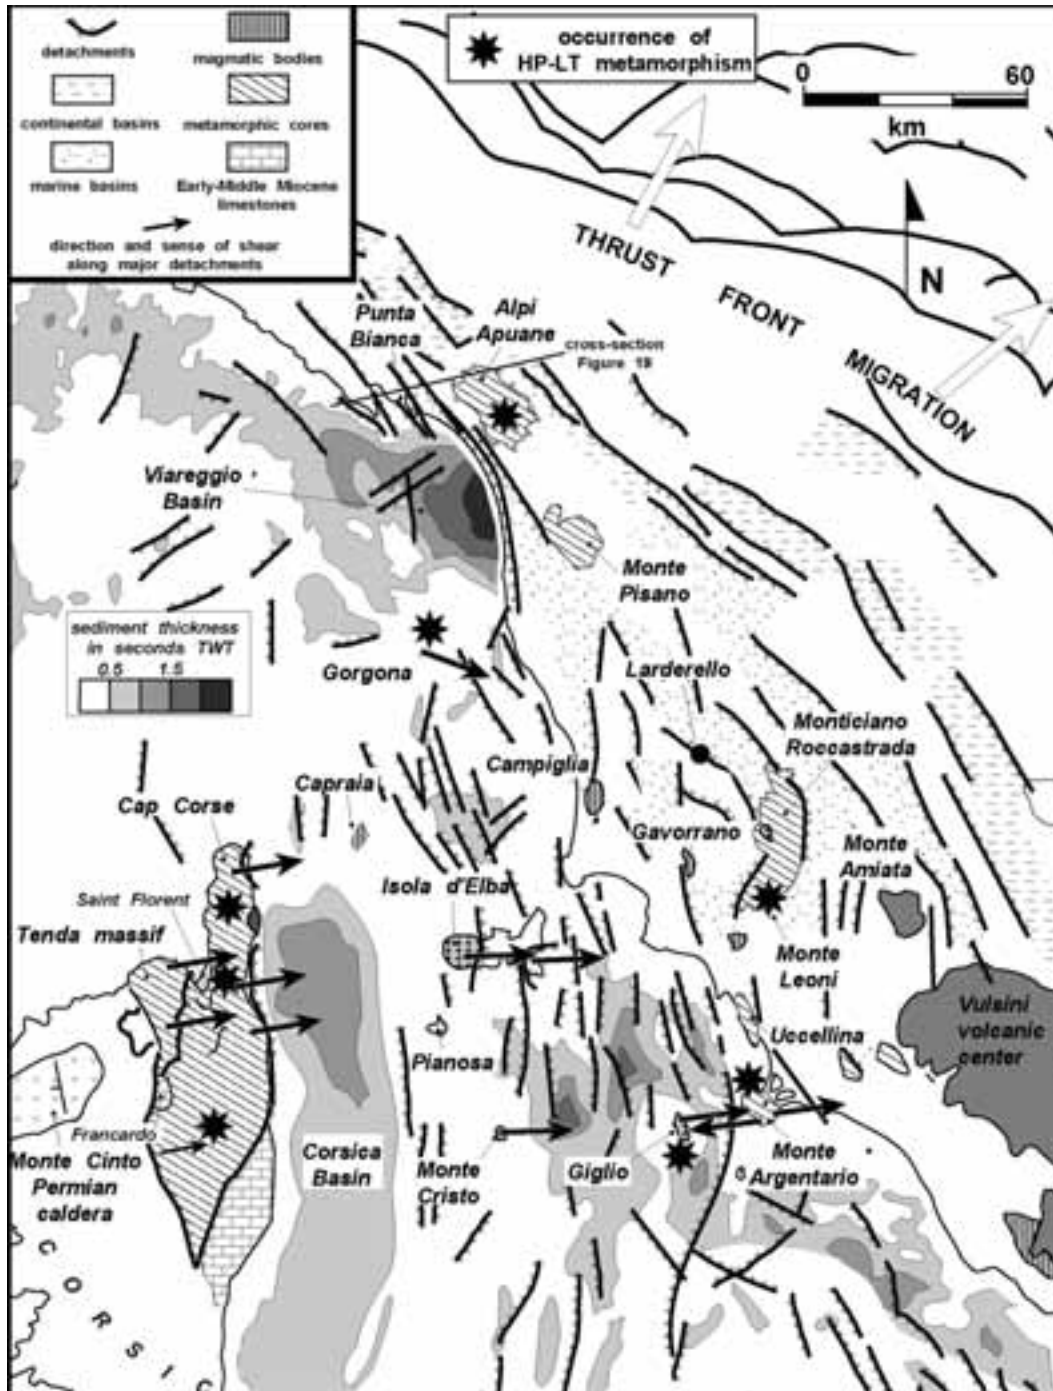 detachments
magmatic bodies
continental basins
metamorphic cores
marine basins
Early-Middle Miocene
limestones
direction and sense of shear
along major detachments
occurrence of
HP-LT metamorphism
0
60
km
THRUST
FRONT
MIGRATION
N
Punta
Bianca
Alpi
Apuane
cross-section
Figure 19
Viareggio
Basin
Monte
Pisano
sediment thickness
in seconds TWT
0.5
1.5
Gorgona
Larderello
Monticiano
Roccastrada
Campiglia
Capraia
Cap Corse
Gavorrano
Monte
Amiata
Isola d'Elba
Saint Florent
Tenda massif
Monte
Leoni
Vulsini
volcanic
center
Uccellina
Pianosa
Francardo
Monte Cinto
Permian
caldera
Corsica
Basin
Monte
Cristo
Giglio
Monte
Argentario
CORSIC